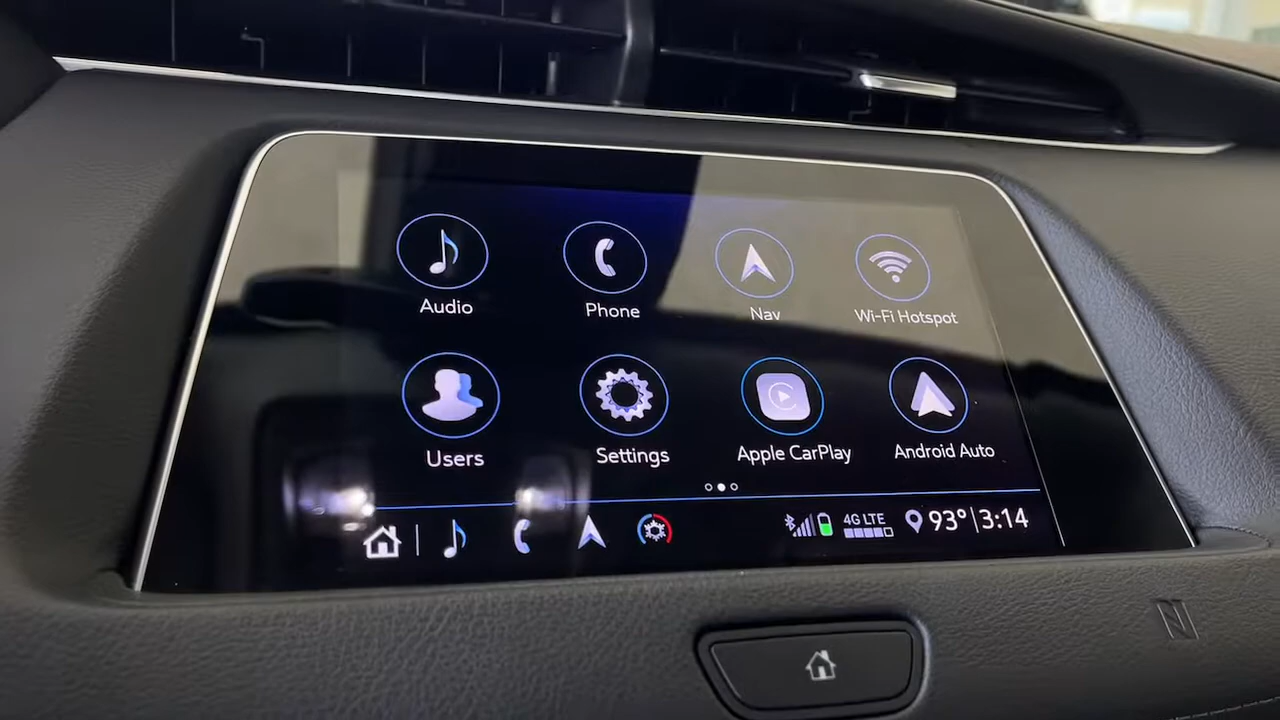 Audio Phone Nav Wi-Fi Hotspot
Users Settings Apple CarPlay Android Auto
4G LTE 93° 3:14